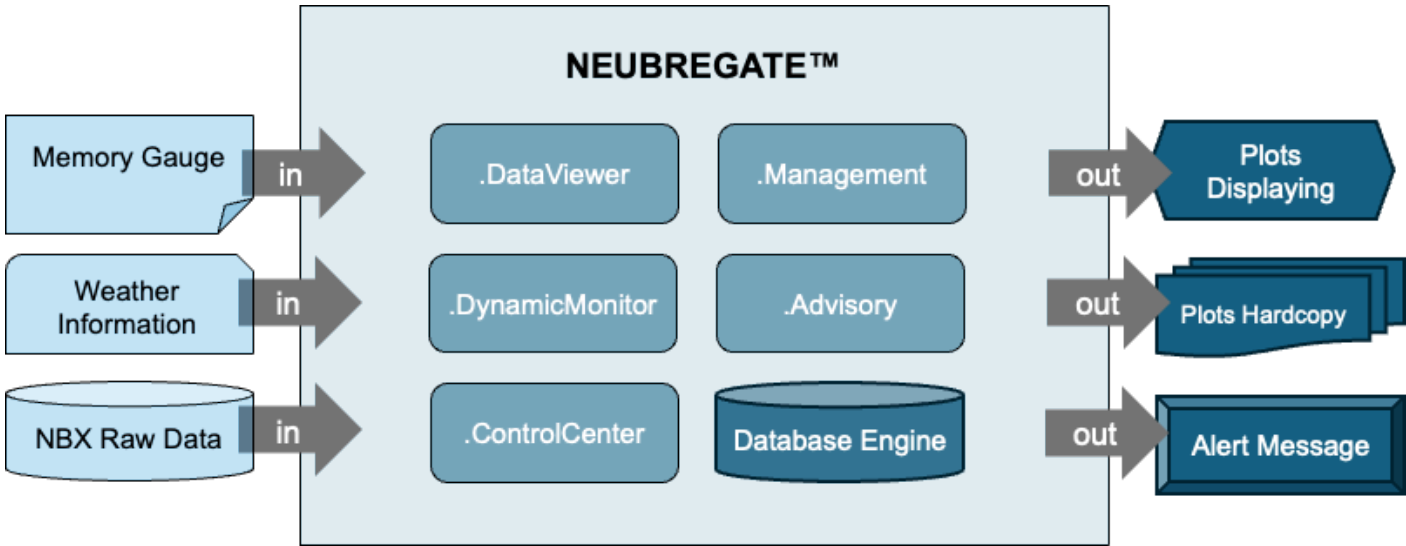 NEUBREGATE™
Memory Gauge
in
.DataViewer
.Management
out
Plots
Displaying
Weather
Information
in
.DynamicMonitor
.Advisory
out
Plots Hardcopy
NBX Raw Data
in
.ControlCenter
Database Engine
out
Alert Message